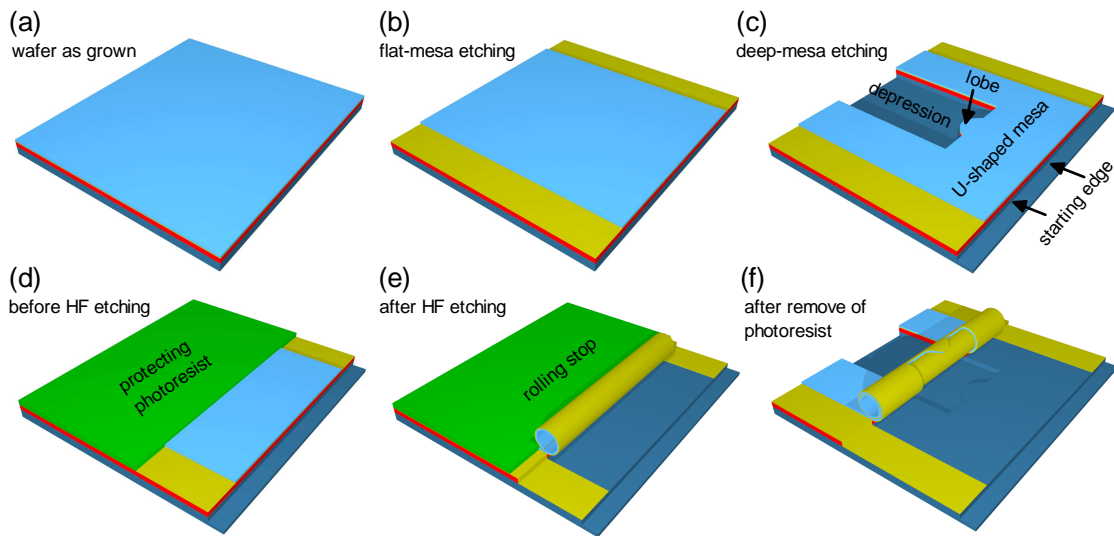 (a)
wafer as grown
(b)
flat-mesa etching
(c)
deep-mesa etching
lobe
depression
U-shaped mesa
starting edge
(d)
before HF etching
protecting
photoresist
(e)
after HF etching
rolling stop
(f)
after remove of
photoresist